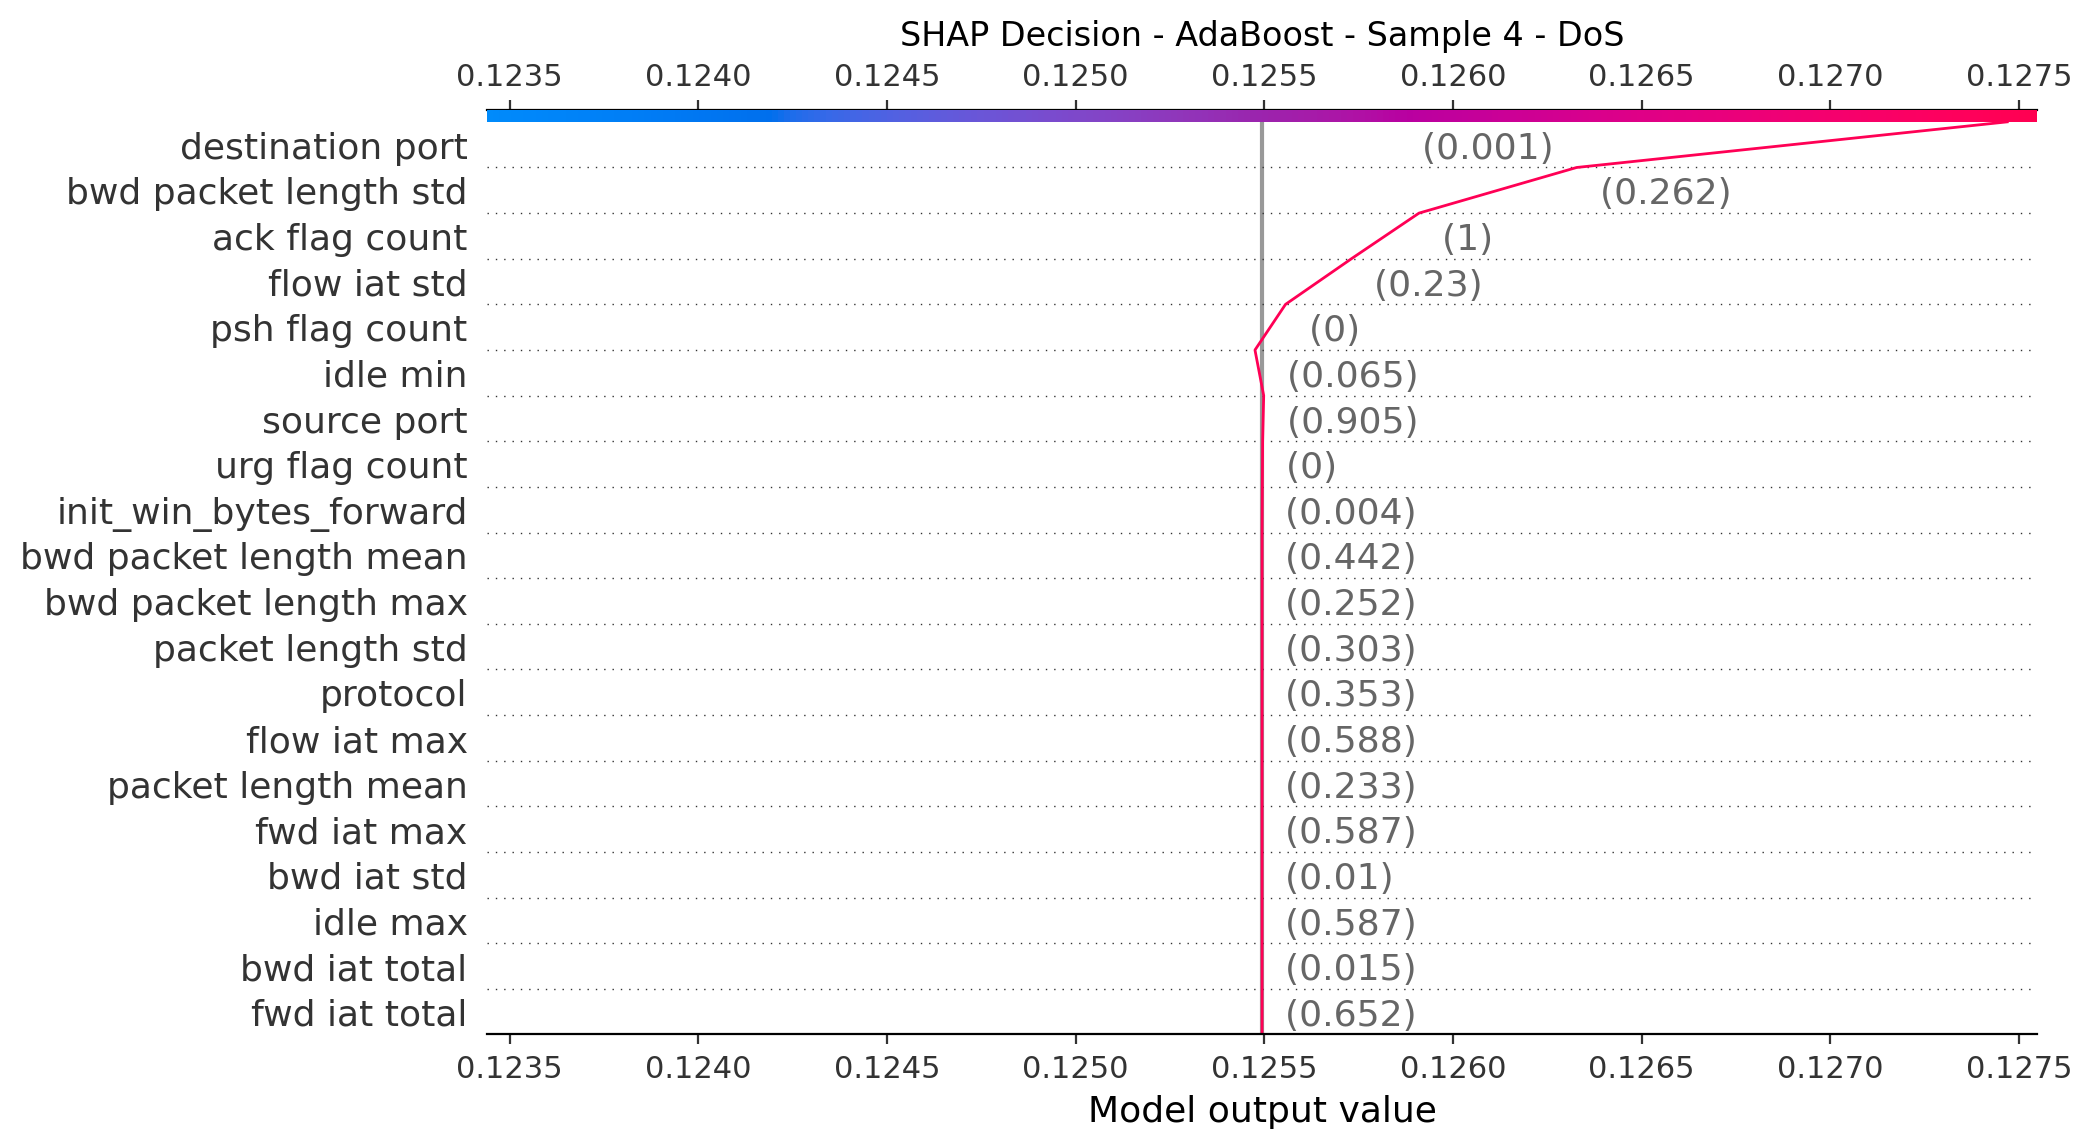 SHAP Decision - AdaBoost - Sample 4 - DoS
0.1235 0.1240 0.1245 0.1250 0.1255 0.1260 0.1265 0.1270 0.1275
destination port (0.001)
bwd packet length std (0.262)
ack flag count (1)
flow iat std (0.23)
psh flag count (0)
idle min (0.065)
source port (0.905)
urg flag count (0)
init_win_bytes_forward (0.004)
bwd packet length mean (0.442)
bwd packet length max (0.252)
packet length std (0.303)
protocol (0.353)
flow iat max (0.588)
packet length mean (0.233)
fwd iat max (0.587)
bwd iat std (0.01)
idle max (0.587)
bwd iat total (0.015)
fwd iat total (0.652)
0.1235 0.1240 0.1245 0.1250 0.1255 0.1260 0.1265 0.1270 0.1275
Model output value